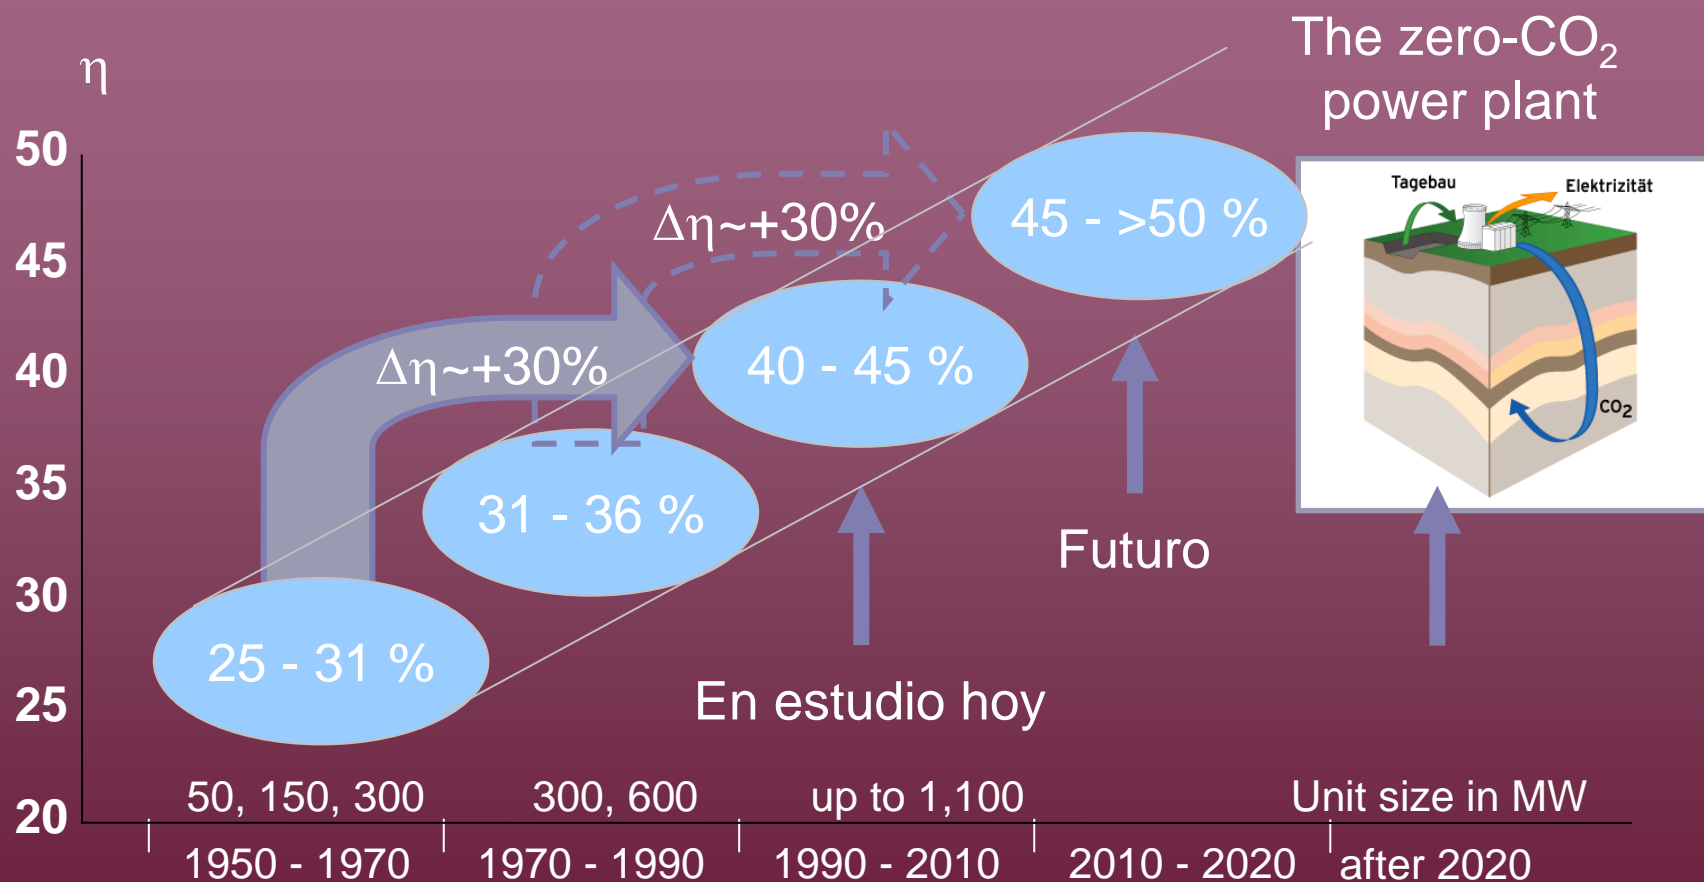 The zero-CO₂
power plant
η
50
45
40
35
30
25
20
Tagebau
Elektrizität
CO₂
Δη~+30%
45 - >50 %
Δη~+30%
40 - 45 %
31 - 36 %
Futuro
25 - 31 %
En estudio hoy
50, 150, 300
300, 600
up to 1,100
Unit size in MW
1950 - 1970
1970 - 1990
1990 - 2010
2010 - 2020
after 2020